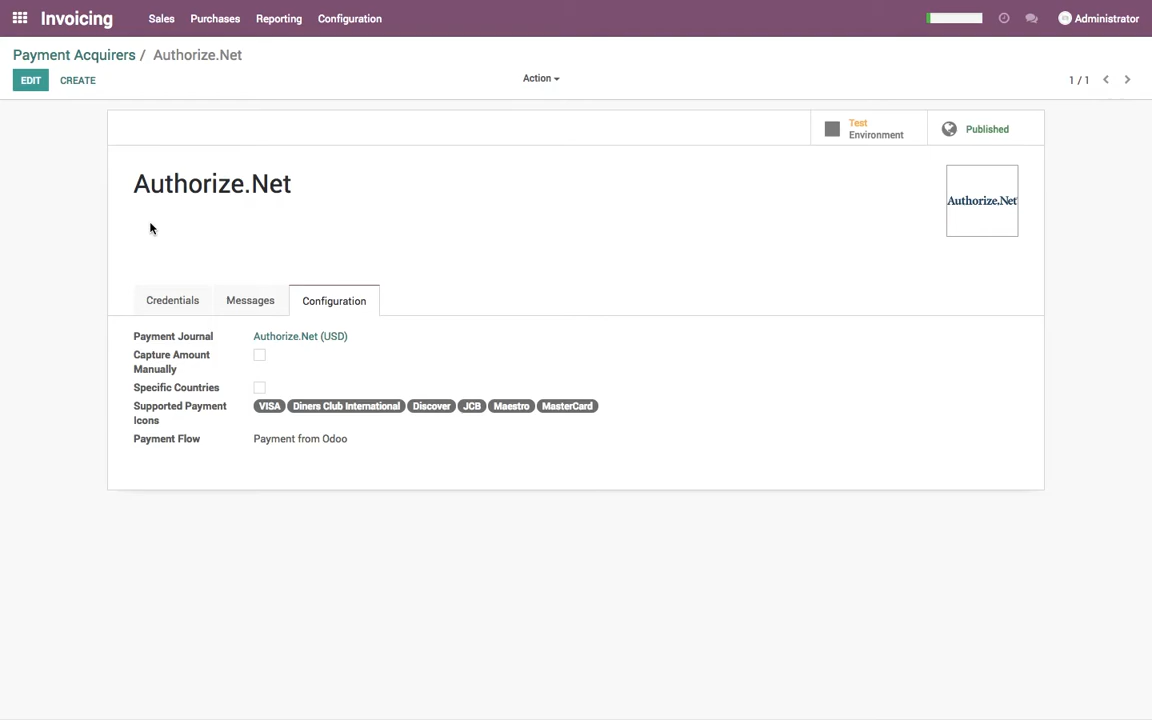 Invoicing Sales Purchases Reporting Configuration Administrator
Payment Acquirers / Authorize.Net
EDIT CREATE Action 1 / 1
Test
Environment
Published
Authorize.Net
Authorize.Net
Credentials Messages Configuration
Payment Journal Authorize.Net (USD)
Capture Amount
Manually
Specific Countries
Supported Payment VISA Diners Club International Discover JCB Maestro MasterCard
Icons
Payment Flow Payment from Odoo